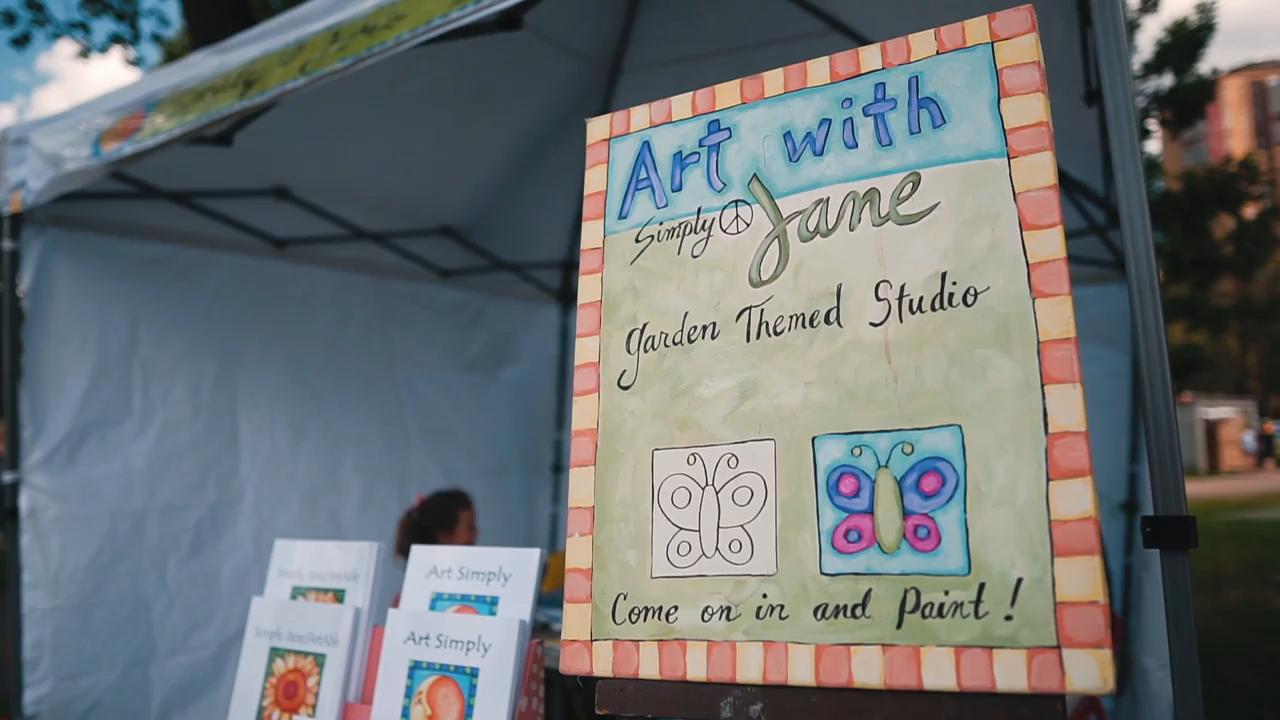 Art with
Simply Jane
Garden Themed Studio
Come on in and Paint!
Art Simply
Art Simply